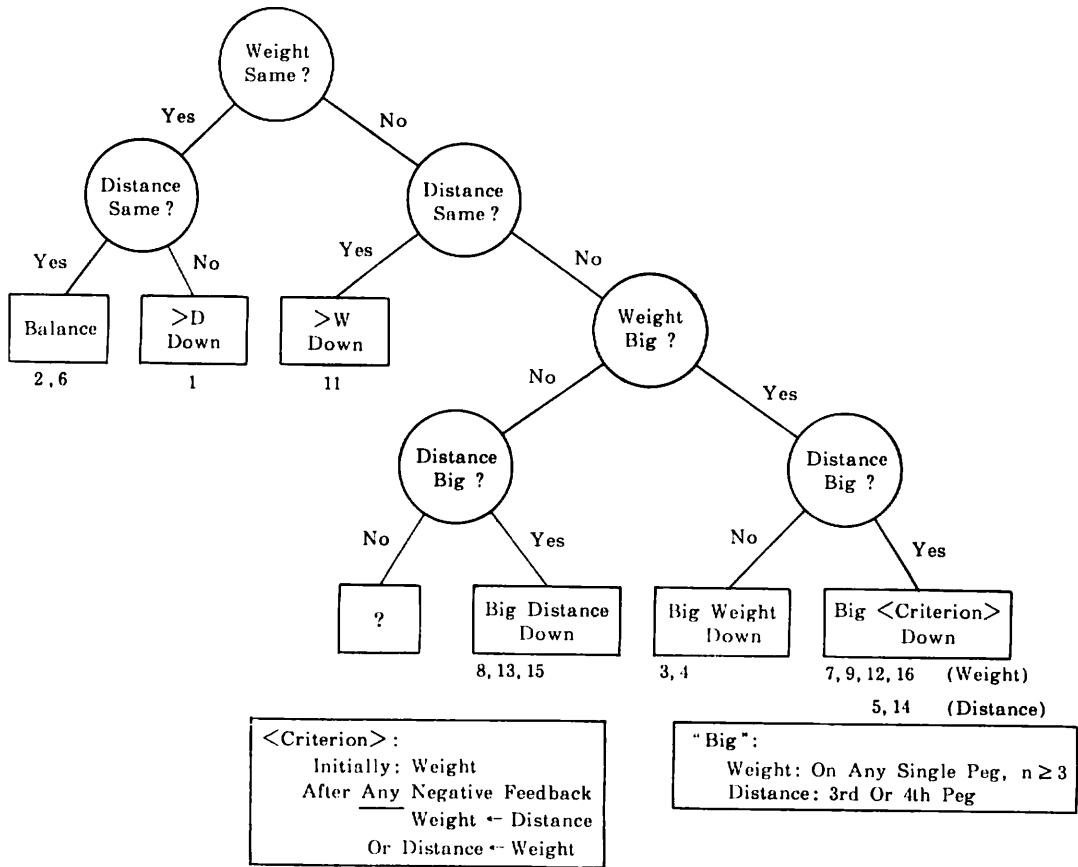 Weight
Same ?
Yes
No
Distance
Same ?
Distance
Same ?
Yes
No
Yes
No
Balance
>D
Down
>W
Down
Weight
Big ?
2, 6
1
11
No
Yes
Distance
Big ?
Distance
Big ?
No
Yes
No
Yes
?
Big Distance
Down
Big Weight
Down
Big <Criterion>
Down
8, 13, 15
3, 4
7, 9, 12, 16 (Weight)
5, 14 (Distance)
<Criterion> :
Initially: Weight
After Any Negative Feedback
Weight ← Distance
Or Distance ← Weight
"Big":
Weight: On Any Single Peg, n ≥ 3
Distance: 3rd Or 4th Peg